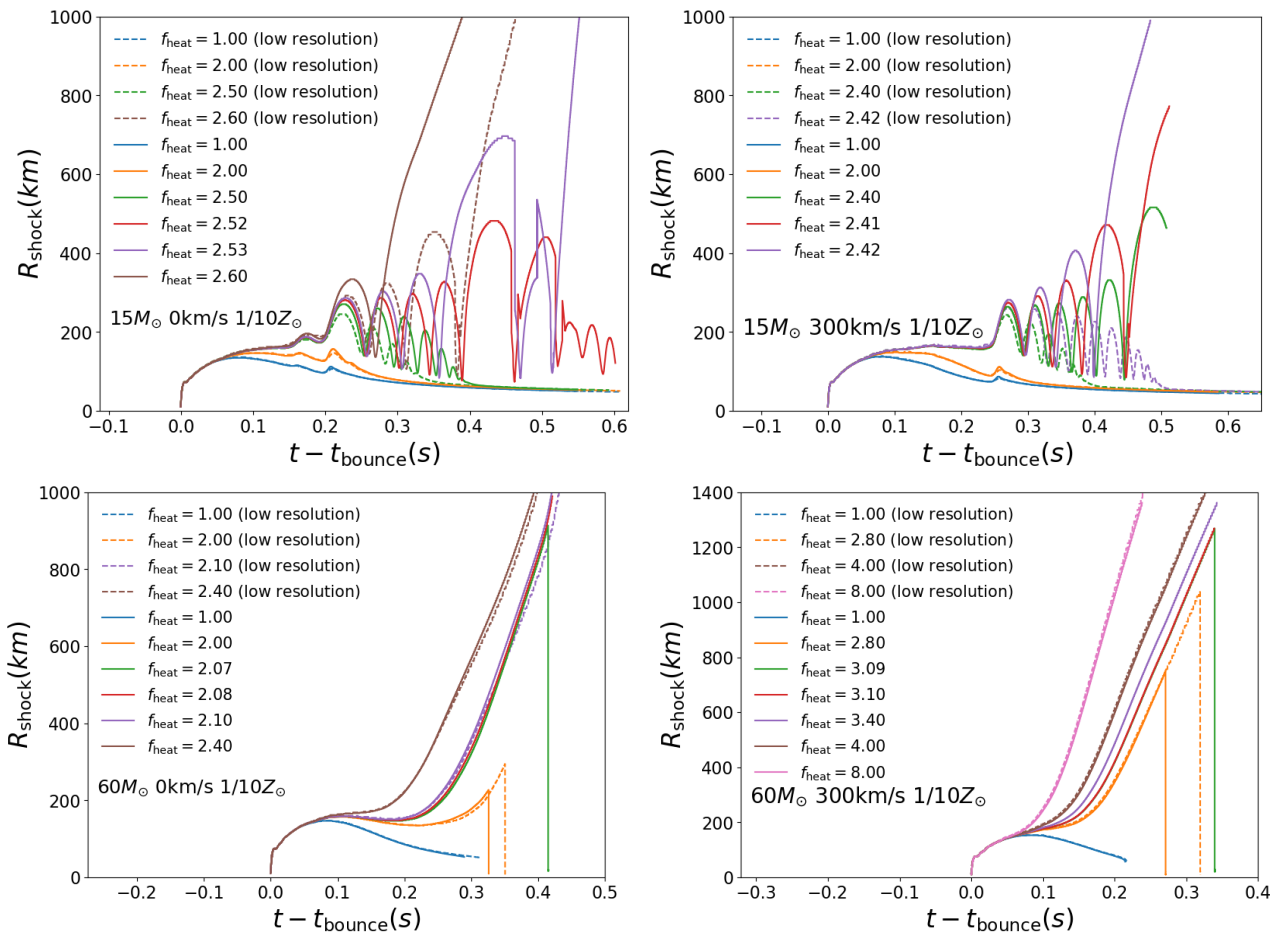 1000
800
600
400
200
0
R_shock(km)
f_heat = 1.00 (low resolution)
f_heat = 2.00 (low resolution)
f_heat = 2.50 (low resolution)
f_heat = 2.60 (low resolution)
f_heat = 1.00
f_heat = 2.00
f_heat = 2.50
f_heat = 2.52
f_heat = 2.53
f_heat = 2.60
15M⊙ 0km/s 1/10Z⊙
−0.1 0.0 0.1 0.2 0.3 0.4 0.5 0.6
t − t_bounce(s)
1000
800
600
400
200
0
R_shock(km)
f_heat = 1.00 (low resolution)
f_heat = 2.00 (low resolution)
f_heat = 2.40 (low resolution)
f_heat = 2.42 (low resolution)
f_heat = 1.00
f_heat = 2.00
f_heat = 2.40
f_heat = 2.41
f_heat = 2.42
15M⊙ 300km/s 1/10Z⊙
−0.1 0.0 0.1 0.2 0.3 0.4 0.5 0.6
t − t_bounce(s)
1000
800
600
400
200
0
R_shock(km)
f_heat = 1.00 (low resolution)
f_heat = 2.00 (low resolution)
f_heat = 2.10 (low resolution)
f_heat = 2.40 (low resolution)
f_heat = 1.00
f_heat = 2.00
f_heat = 2.07
f_heat = 2.08
f_heat = 2.10
f_heat = 2.40
60M⊙ 0km/s 1/10Z⊙
−0.2 −0.1 0.0 0.1 0.2 0.3 0.4 0.5
t − t_bounce(s)
1400
1200
1000
800
600
400
200
0
R_shock(km)
f_heat = 1.00 (low resolution)
f_heat = 2.80 (low resolution)
f_heat = 4.00 (low resolution)
f_heat = 8.00 (low resolution)
f_heat = 1.00
f_heat = 2.80
f_heat = 3.09
f_heat = 3.10
f_heat = 3.40
f_heat = 4.00
f_heat = 8.00
60M⊙ 300km/s 1/10Z⊙
−0.3 −0.2 −0.1 0.0 0.1 0.2 0.3 0.4
t − t_bounce(s)